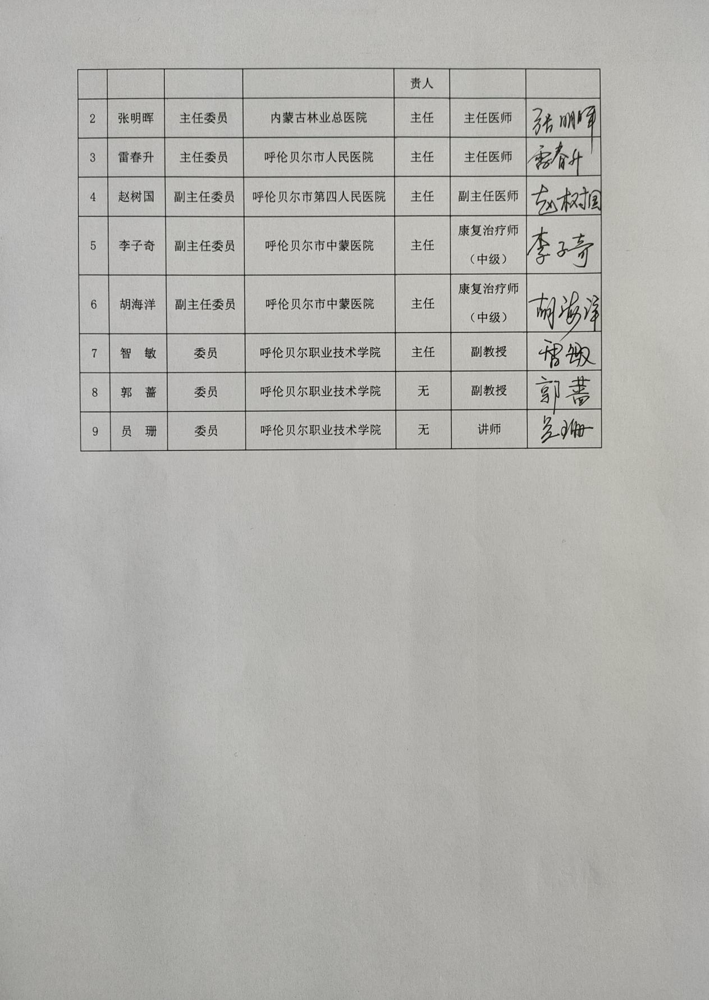 责人
2 张明晖 主任委员 内蒙古林业总医院 主任 主任医师 张明晖
3 雷春升 主任委员 呼伦贝尔市人民医院 主任 主任医师 雷春升
4 赵树国 副主任委员 呼伦贝尔市第四人民医院 主任 副主任医师 赵树国
5 李子奇 副主任委员 呼伦贝尔市中蒙医院 主任 康复治疗师（中级） 李子奇
6 胡海洋 副主任委员 呼伦贝尔市中蒙医院 主任 康复治疗师（中级） 胡海洋
7 智 敏 委员 呼伦贝尔职业技术学院 主任 副教授 智敏
8 郭 蔷 委员 呼伦贝尔职业技术学院 无 副教授 郭蔷
9 员 珊 委员 呼伦贝尔职业技术学院 无 讲师 员珊